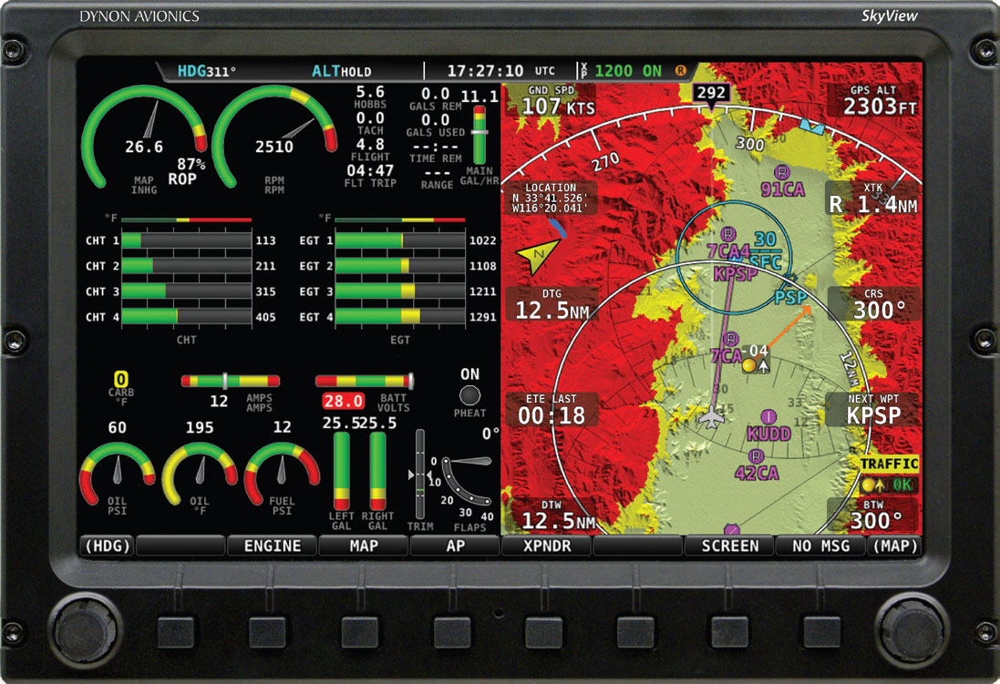 DYNON AVIONICS
SkyView
HDG311° ALTHOLD 17:27:10 UTC XP 1200 ON R
26.6
MAP
INHG
87%
ROP
2510
RPM
RPM
5.6
HOBBS
0.0
TACH
4.8
FLIGHT
04:47
FLT TRIP
0.0
GALS REM
0.0
GALS USED
--:--
TIME REM
---
RANGE
11.1
MAIN
GAL/HR
°F
CHT 1 113
CHT 2 211
CHT 3 315
CHT 4 405
CHT
°F
EGT 1 1022
EGT 2 1108
EGT 3 1211
EGT 4 1291
EGT
0
CARB
°F
12 AMPS
AMPS
28.0 BATT
VOLTS
ON
PHEAT
60
OIL
PSI
195
OIL
°F
12
FUEL
PSI
25.5 25.5
LEFT
GAL
RIGHT
GAL
TRIM
0°
0
10
20
30
40
FLAPS
GND SPD
107 KTS
292
GPS ALT
2303FT
270
300
330
LOCATION
N 33°41.526'
W116°20.041'
XTK
R 1.4NM
N
91CA
R
R
7CA4
KPSP
30
SFC
PSP
DTG
12.5NM
CRS
300°
R
7CA
-04
12NM
30
33
15
12
21
ETE LAST
00:18
NEXT WPT
KPSP
I
KUDD
R
42CA
TRAFFIC
OK
DTW
12.5NM
BTW
300°
(HDG) ENGINE MAP AP XPNDR SCREEN NO MSG (MAP)